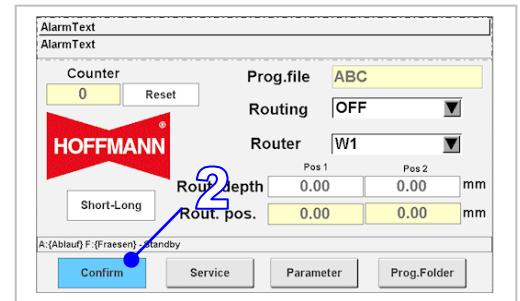 AlarmText
AlarmText
Counter
0 Reset
Prog.file ABC
Routing OFF
HOFFMANN ®
Router W1
Pos 1 Pos 2
Rout. depth 0.00 0.00 mm
Short-Long
Rout. pos. 0.00 0.00 mm
2
A:{Ablauf} F:{Fraesen} - Standby
Confirm Service Parameter Prog.Folder